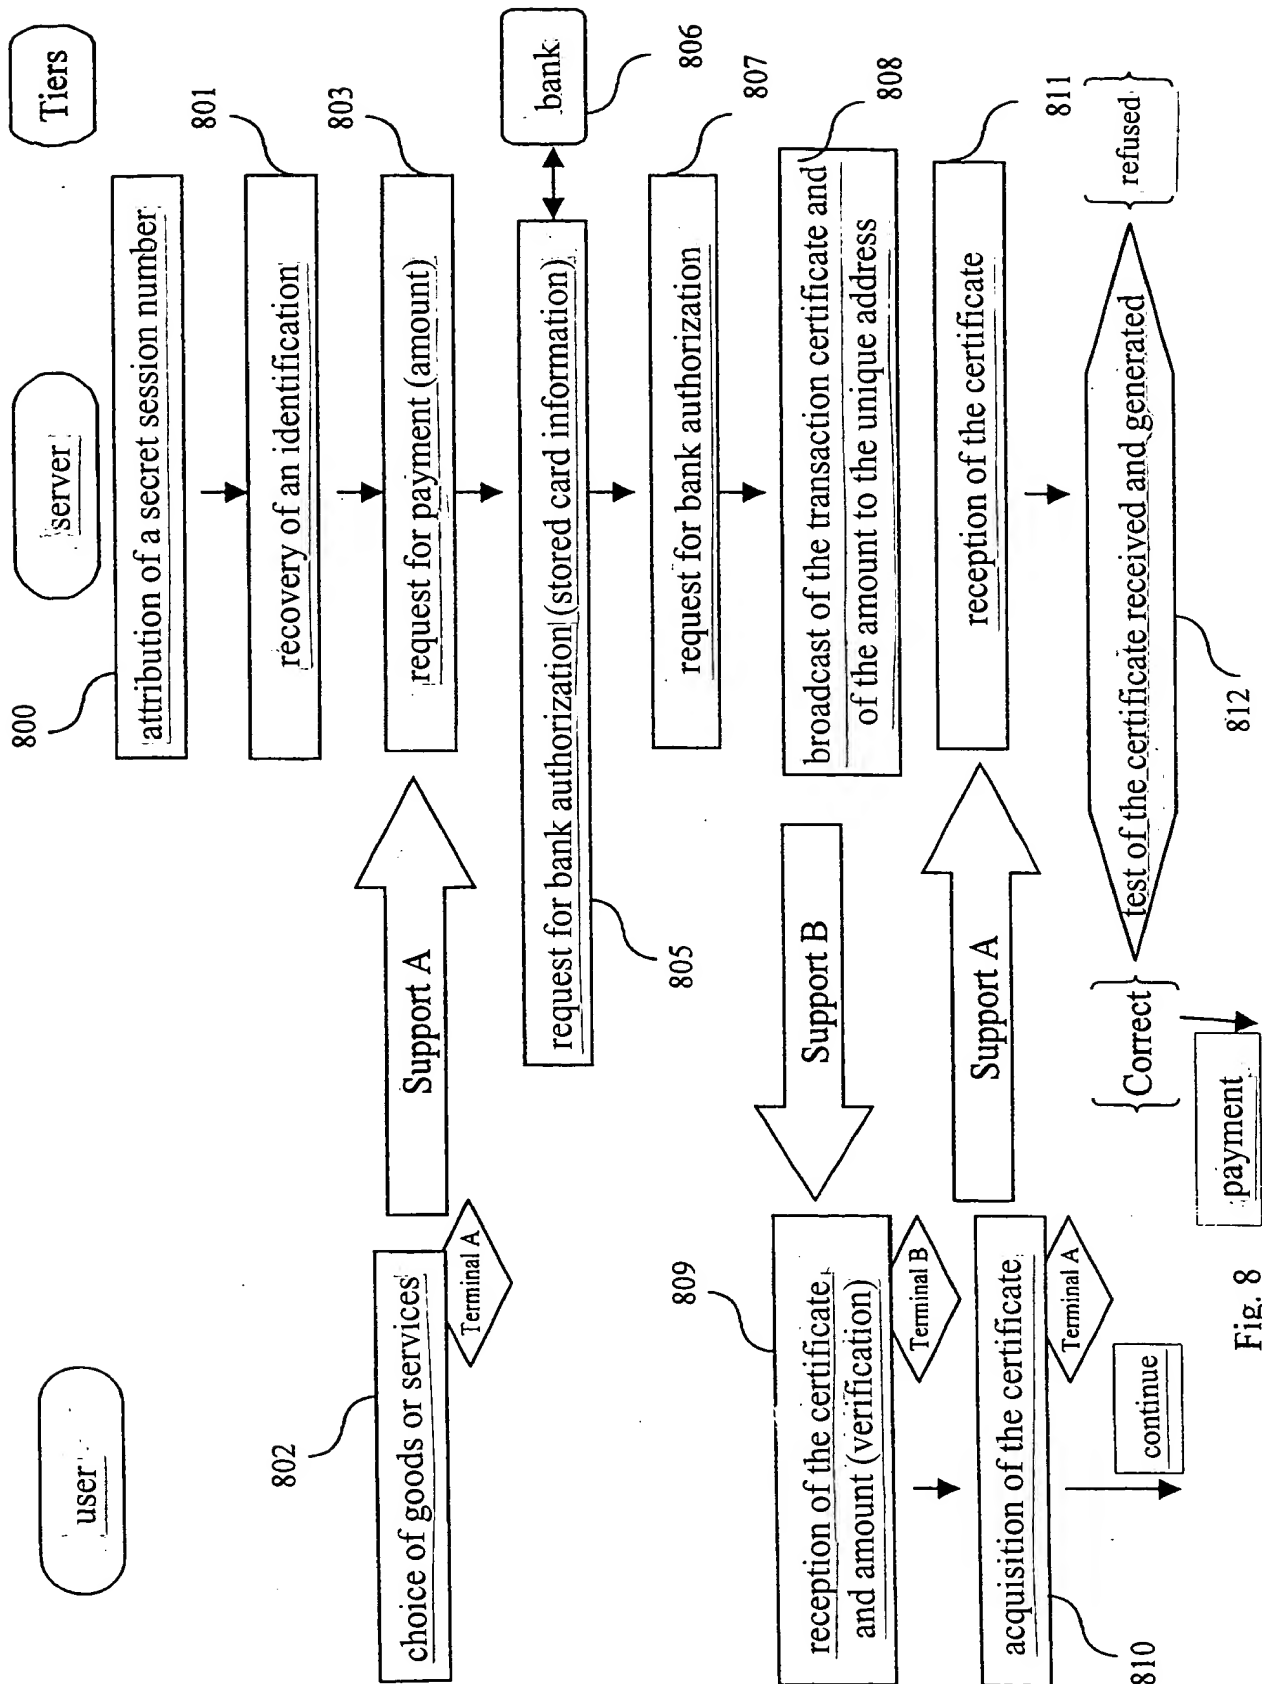 user
server
Tiers
800
attribution of a secret session number
801
recovery of an identification
802
choice of goods or services
Terminal A
Support A
803
request for payment (amount)
request for bank authorization (stored card information)
805
bank
806
807
request for bank authorization
808
broadcast of the transaction certificate and
of the amount to the unique address
Support B
809
reception of the certificate
and amount (verification)
Terminal B
810
acquisition of the certificate
Terminal A
Support A
811
reception of the certificate
812
test of the certificate received and generated
refused
Correct
payment
continue
Fig. 8